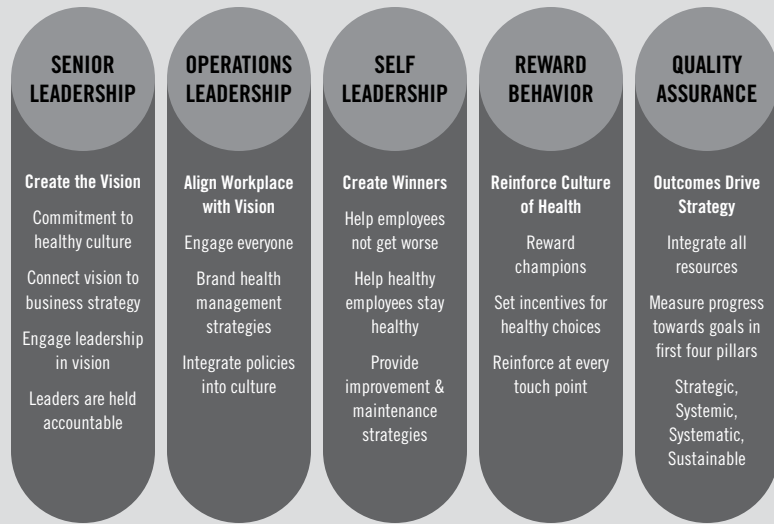 SENIOR
LEADERSHIP
Create the Vision
Commitment to
healthy culture
Connect vision to
business strategy
Engage leadership
in vision
Leaders are held
accountable
OPERATIONS
LEADERSHIP
Align Workplace
with Vision
Engage everyone
Brand health
management
strategies
Integrate policies
into culture
SELF
LEADERSHIP
Create Winners
Help employees
not get worse
Help healthy
employees stay
healthy
Provide
improvement &
maintenance
strategies
REWARD
BEHAVIOR
Reinforce Culture
of Health
Reward
champions
Set incentives for
healthy choices
Reinforce at every
touch point
QUALITY
ASSURANCE
Outcomes Drive
Strategy
Integrate all
resources
Measure progress
towards goals in
first four pillars
Strategic,
Systemic,
Systematic,
Sustainable